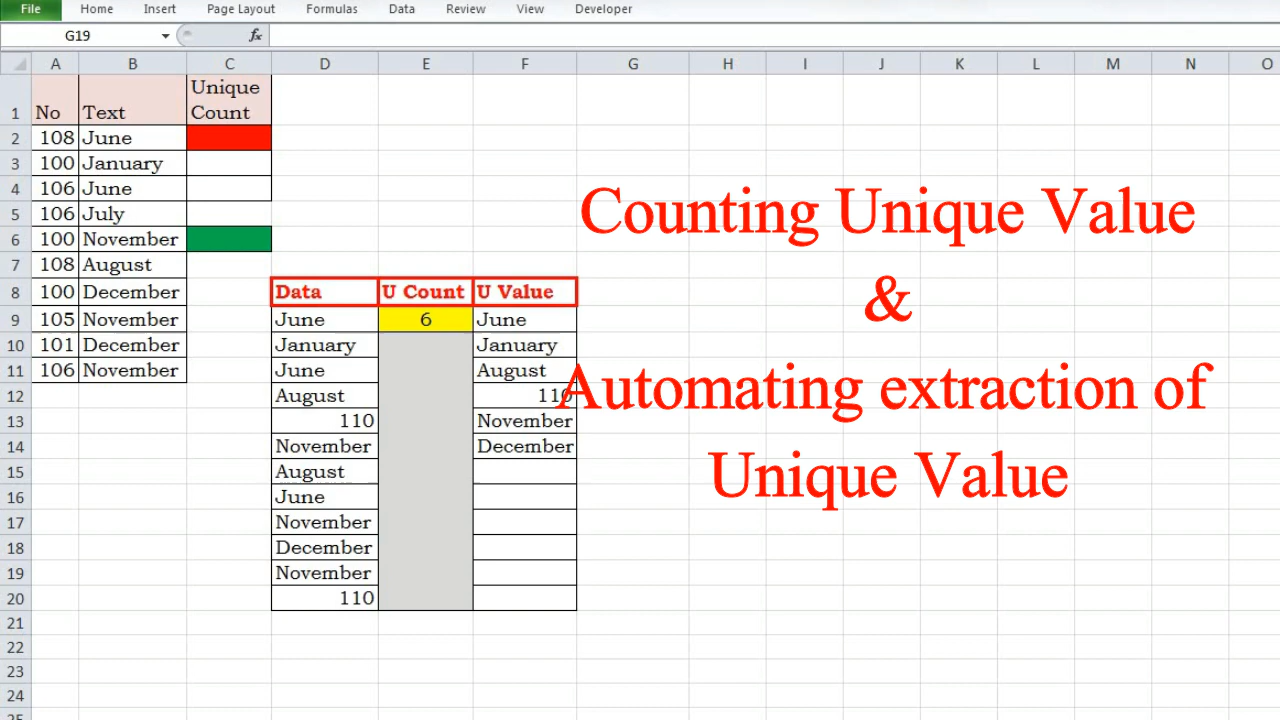 File Home Insert Page Layout Formulas Data Review View Developer
G19 fx
A B C D E F G H I J K L M N O
1 No Text Unique Count
2 108 June
3 100 January
4 106 June
5 106 July
6 100 November
7 108 August
8 100 December Data U Count U Value
9 105 November June 6 June
10 101 December January January
11 106 November June August
12 August 110
13 110 November
14 November December
15 August
16 June
17 November
18 December
19 November
20 110
21
22
23
24
25
Counting Unique Value
&
Automating extraction of
Unique Value